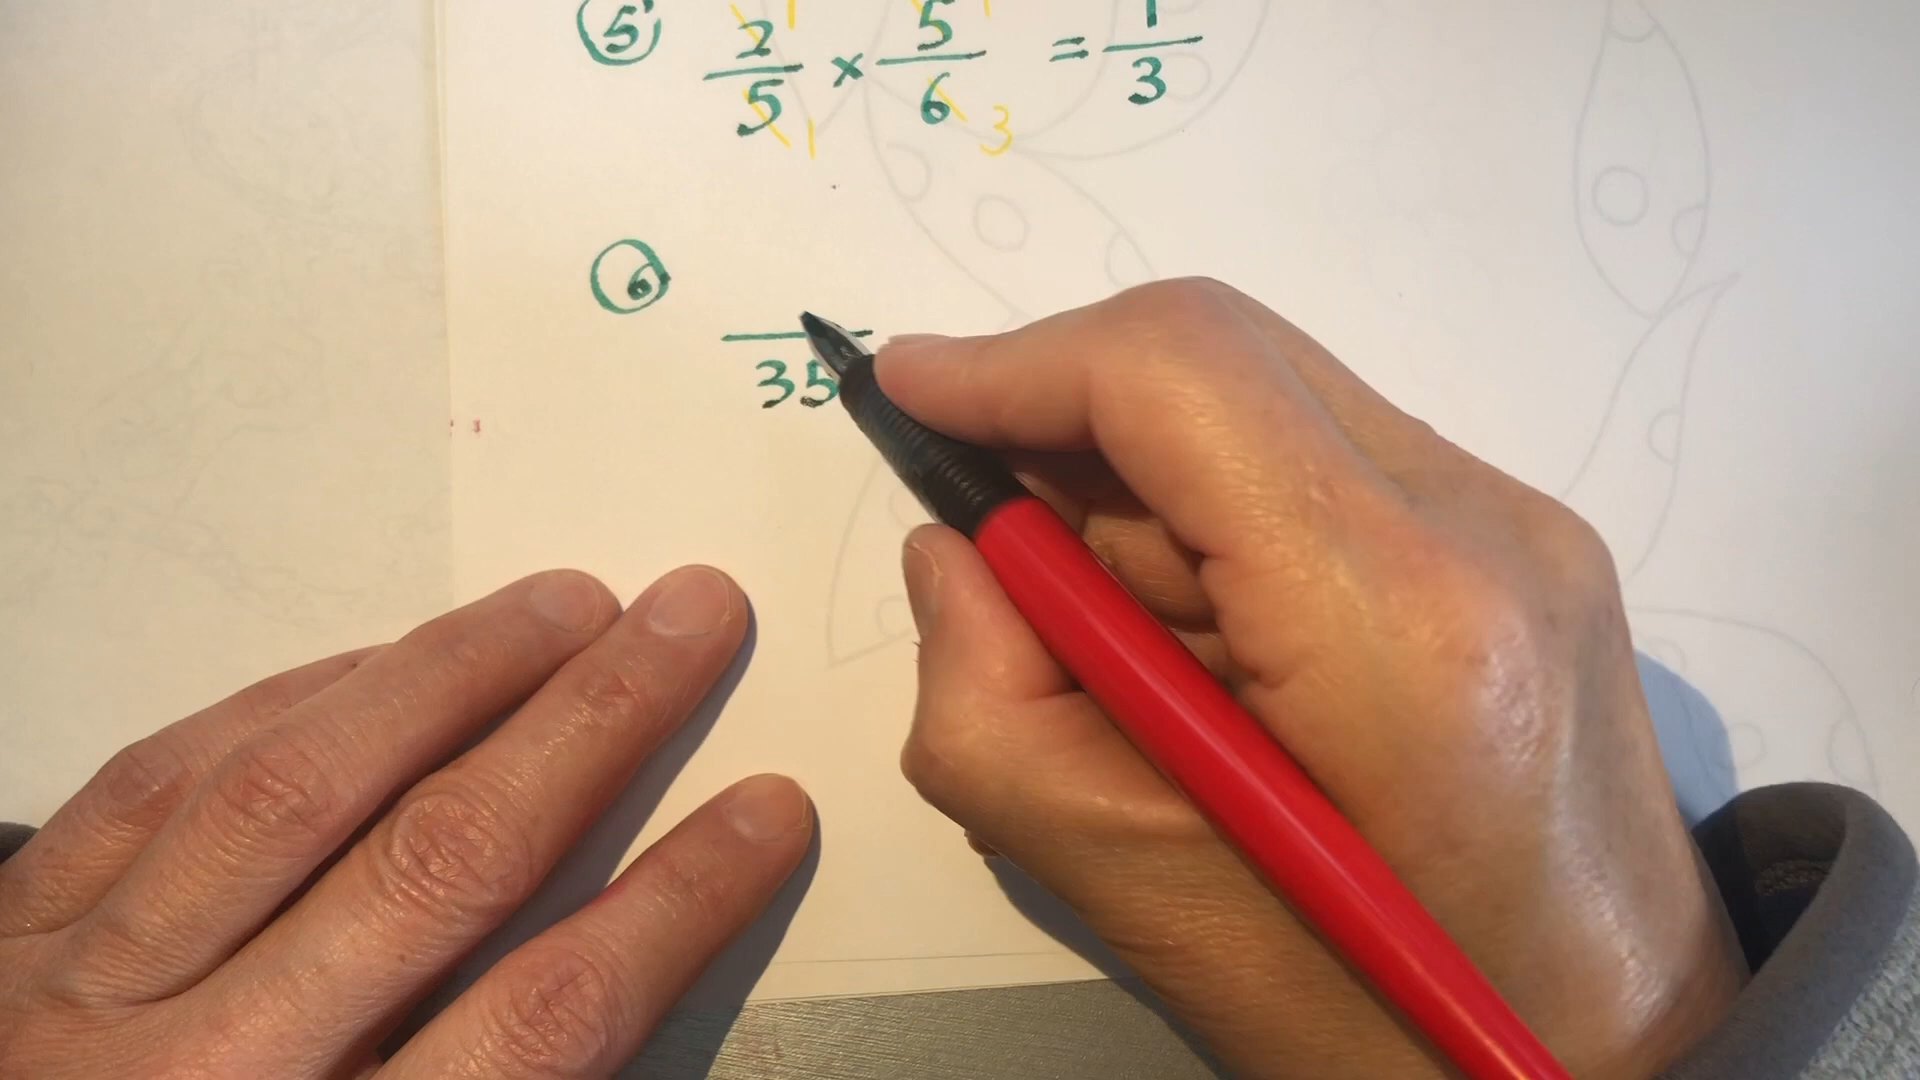 ⑤ 2/5 × 5/6 = 1/3
1 1
1 3
⑥
35